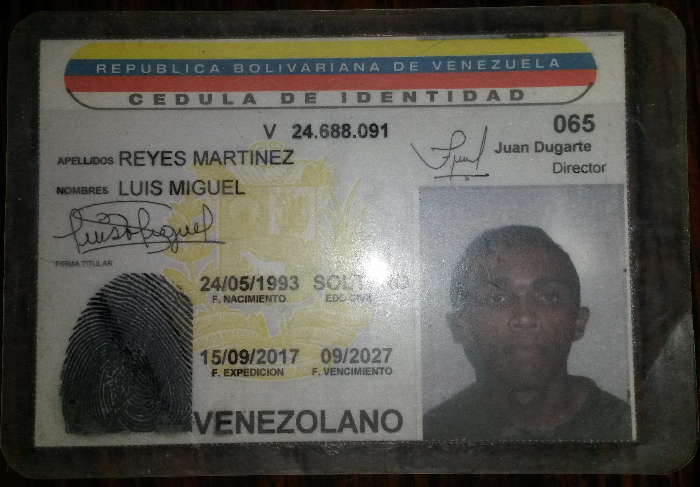 REPUBLICA BOLIVARIANA DE VENEZUELA
CEDULA DE IDENTIDAD
V 24.688.091
065
Juan Dugarte
Director
APELLIDOS REYES MARTINEZ
NOMBRES LUIS MIGUEL
Luis Miguel
FIRMA TITULAR
24/05/1993 SOLTERO
F. NACIMIENTO EDO CIVIL
15/09/2017 09/2027
F. EXPEDICION F. VENCIMIENTO
VENEZOLANO